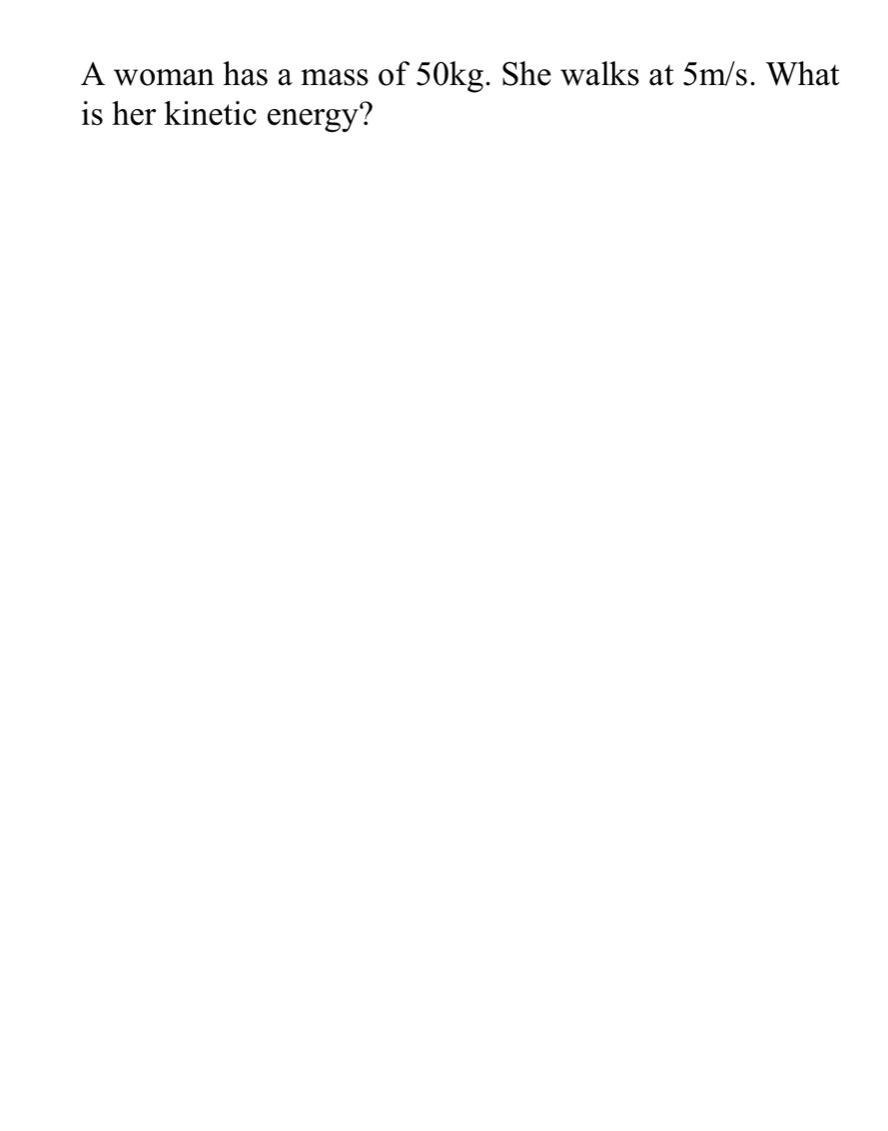 A woman has a mass of 50kg. She walks at 5m/s. What
is her kinetic energy?